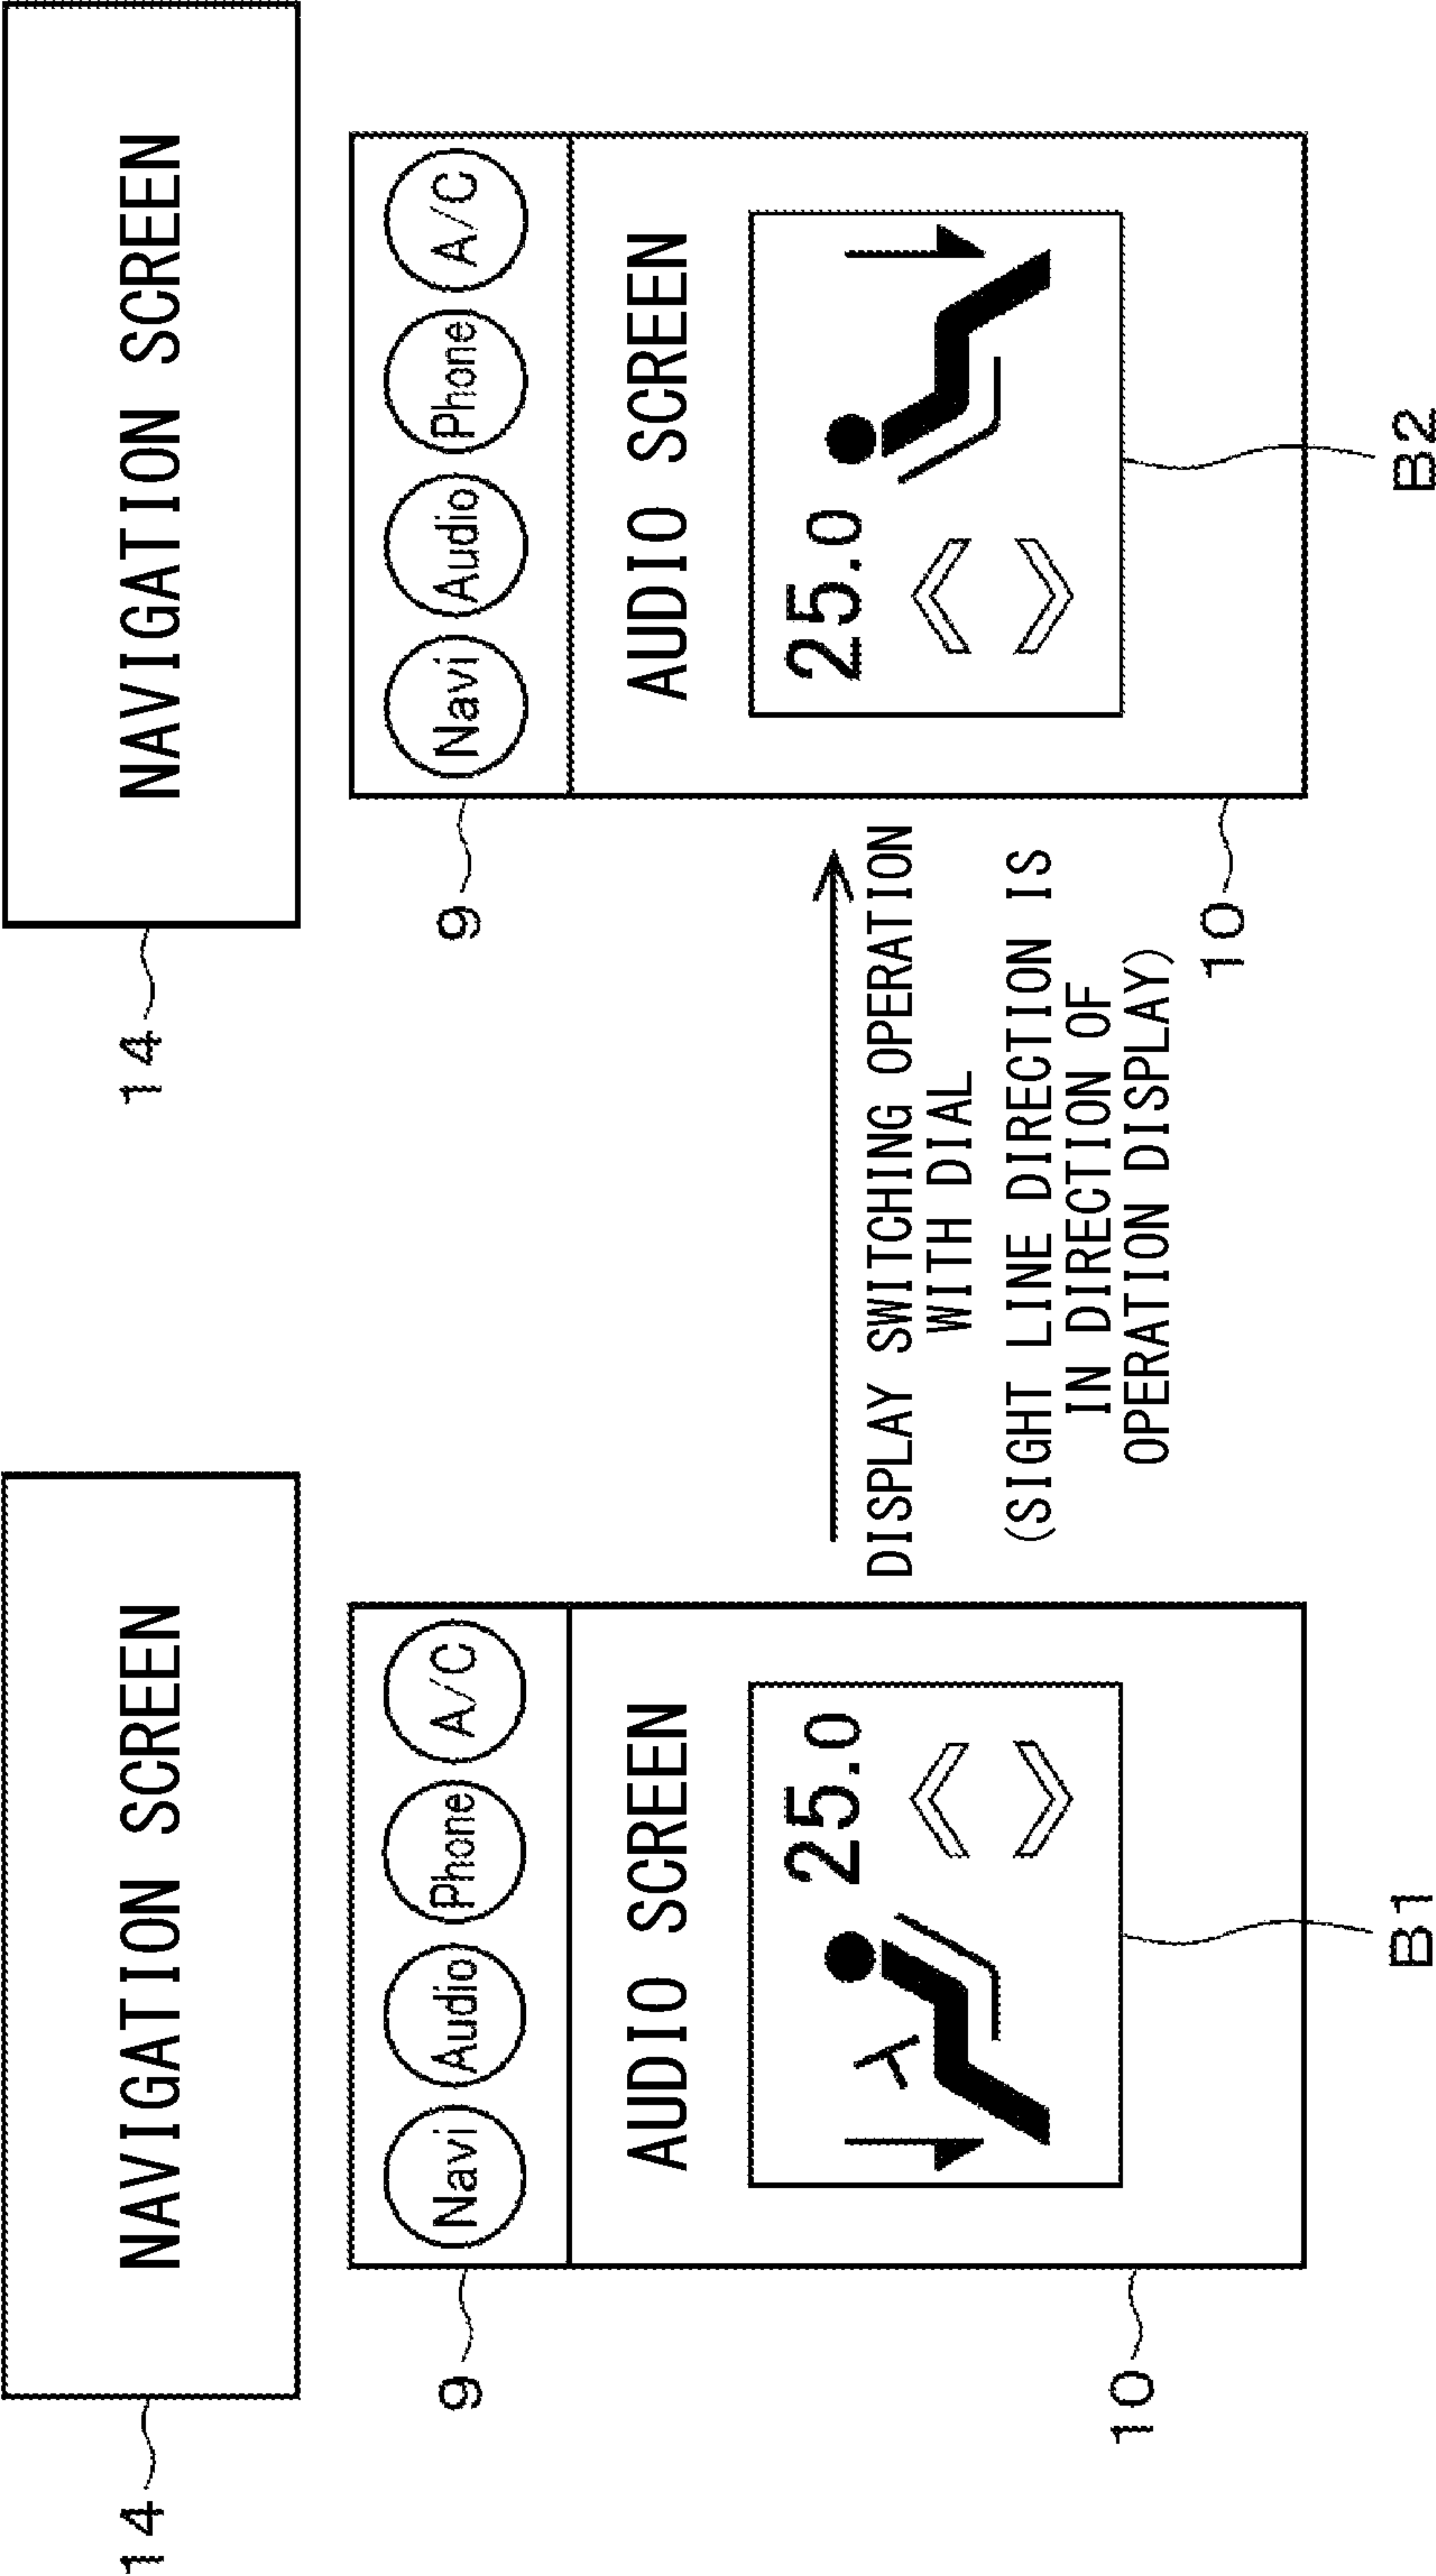 NAVIGATION SCREEN
14
9
Navi Audio Phone A/C
AUDIO SCREEN
25.0
10
B1
DISPLAY SWITCHING OPERATION
WITH DIAL
(SIGHT LINE DIRECTION IS
IN DIRECTION OF
OPERATION DISPLAY)
NAVIGATION SCREEN
14
9
Navi Audio Phone A/C
AUDIO SCREEN
25.0
10
B2